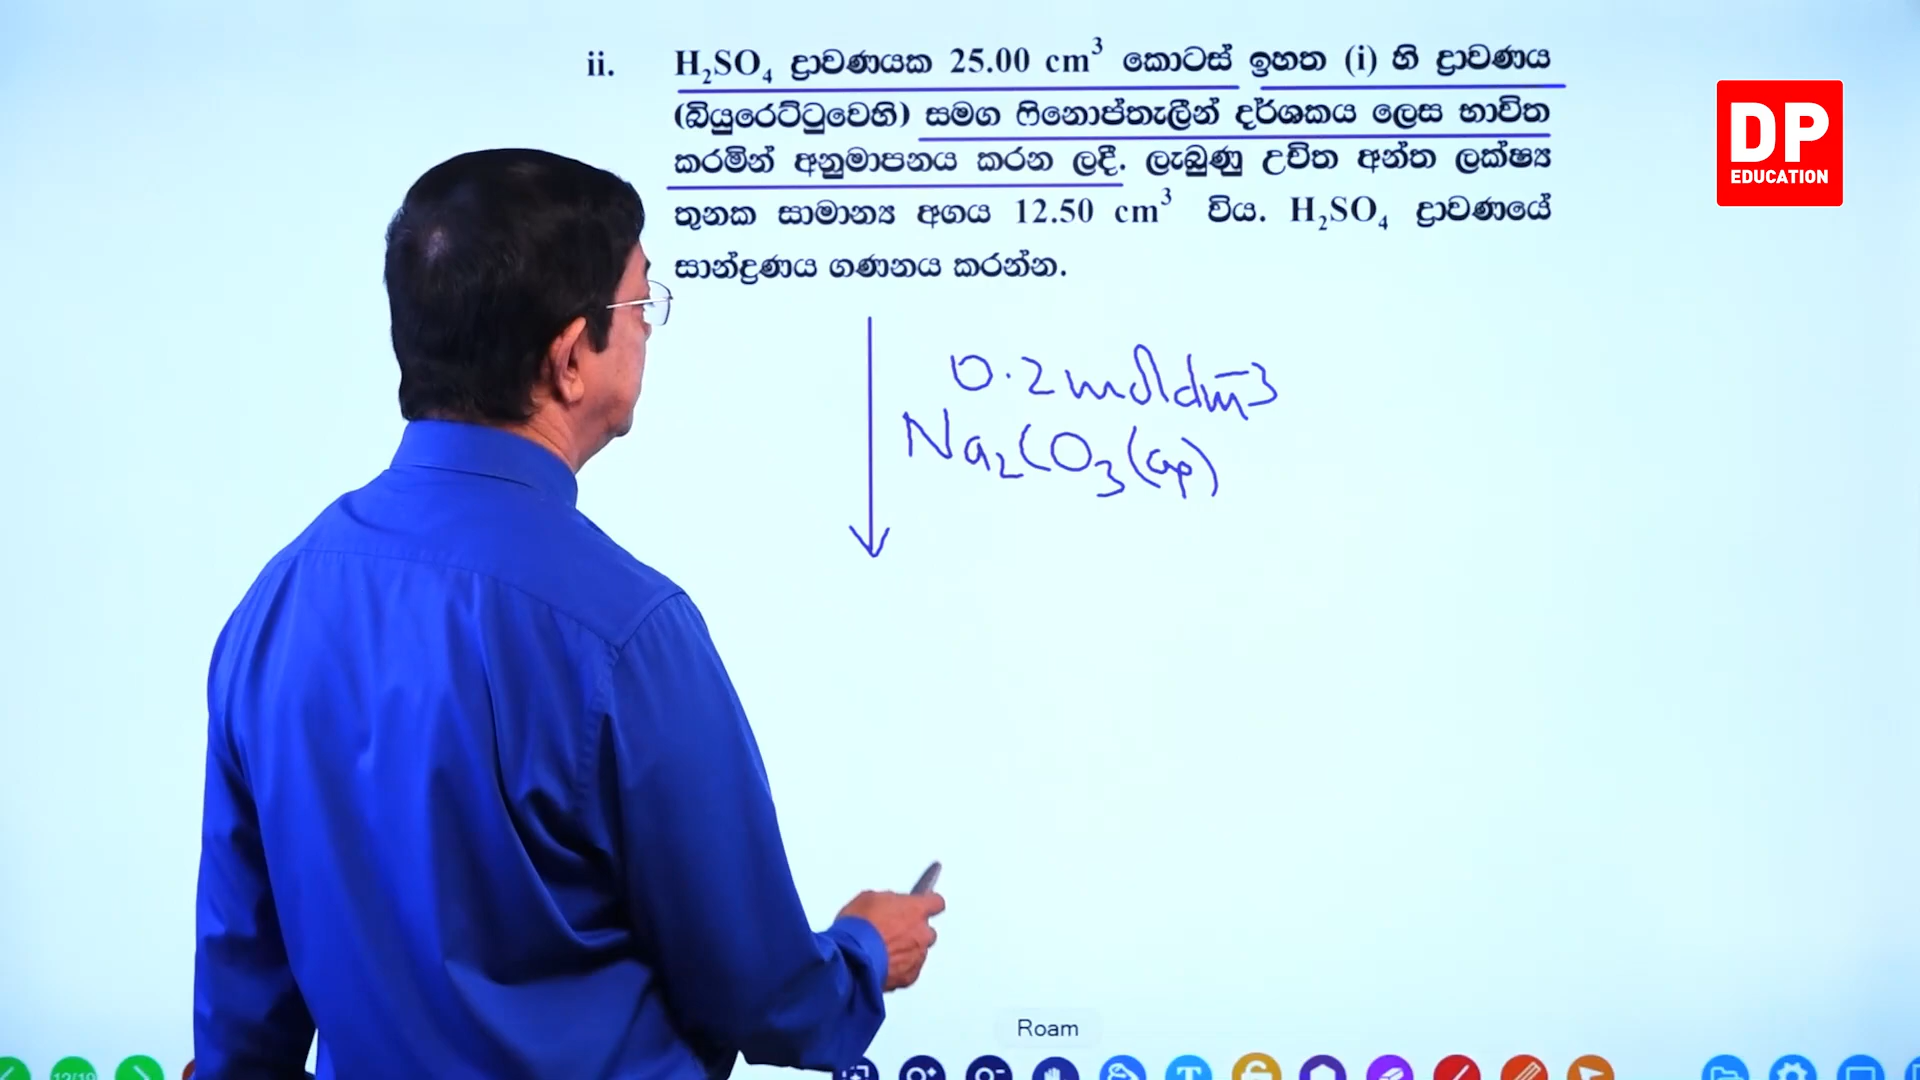 ii. H₂SO₄ ද්‍රාවණයක 25.00 cm³ කොටස් ඉහත (i) හි ද්‍රාවණය
(බියුරෙට්ටුවෙහි) සමග ෆිනොප්තැලීන් දර්ශකය ලෙස භාවිත
කරමින් අනුමාපනය කරන ලදී. ලැබුණු උචිත අන්ත ලක්ෂ්‍ය
තුනක සාමාන්‍ය අගය 12.50 cm³ විය. H₂SO₄ ද්‍රාවණයේ
සාන්ද්‍රණය ගණනය කරන්න.
DP
EDUCATION
0.2 moldm⁻³
Na₂CO₃(aq)
Roam